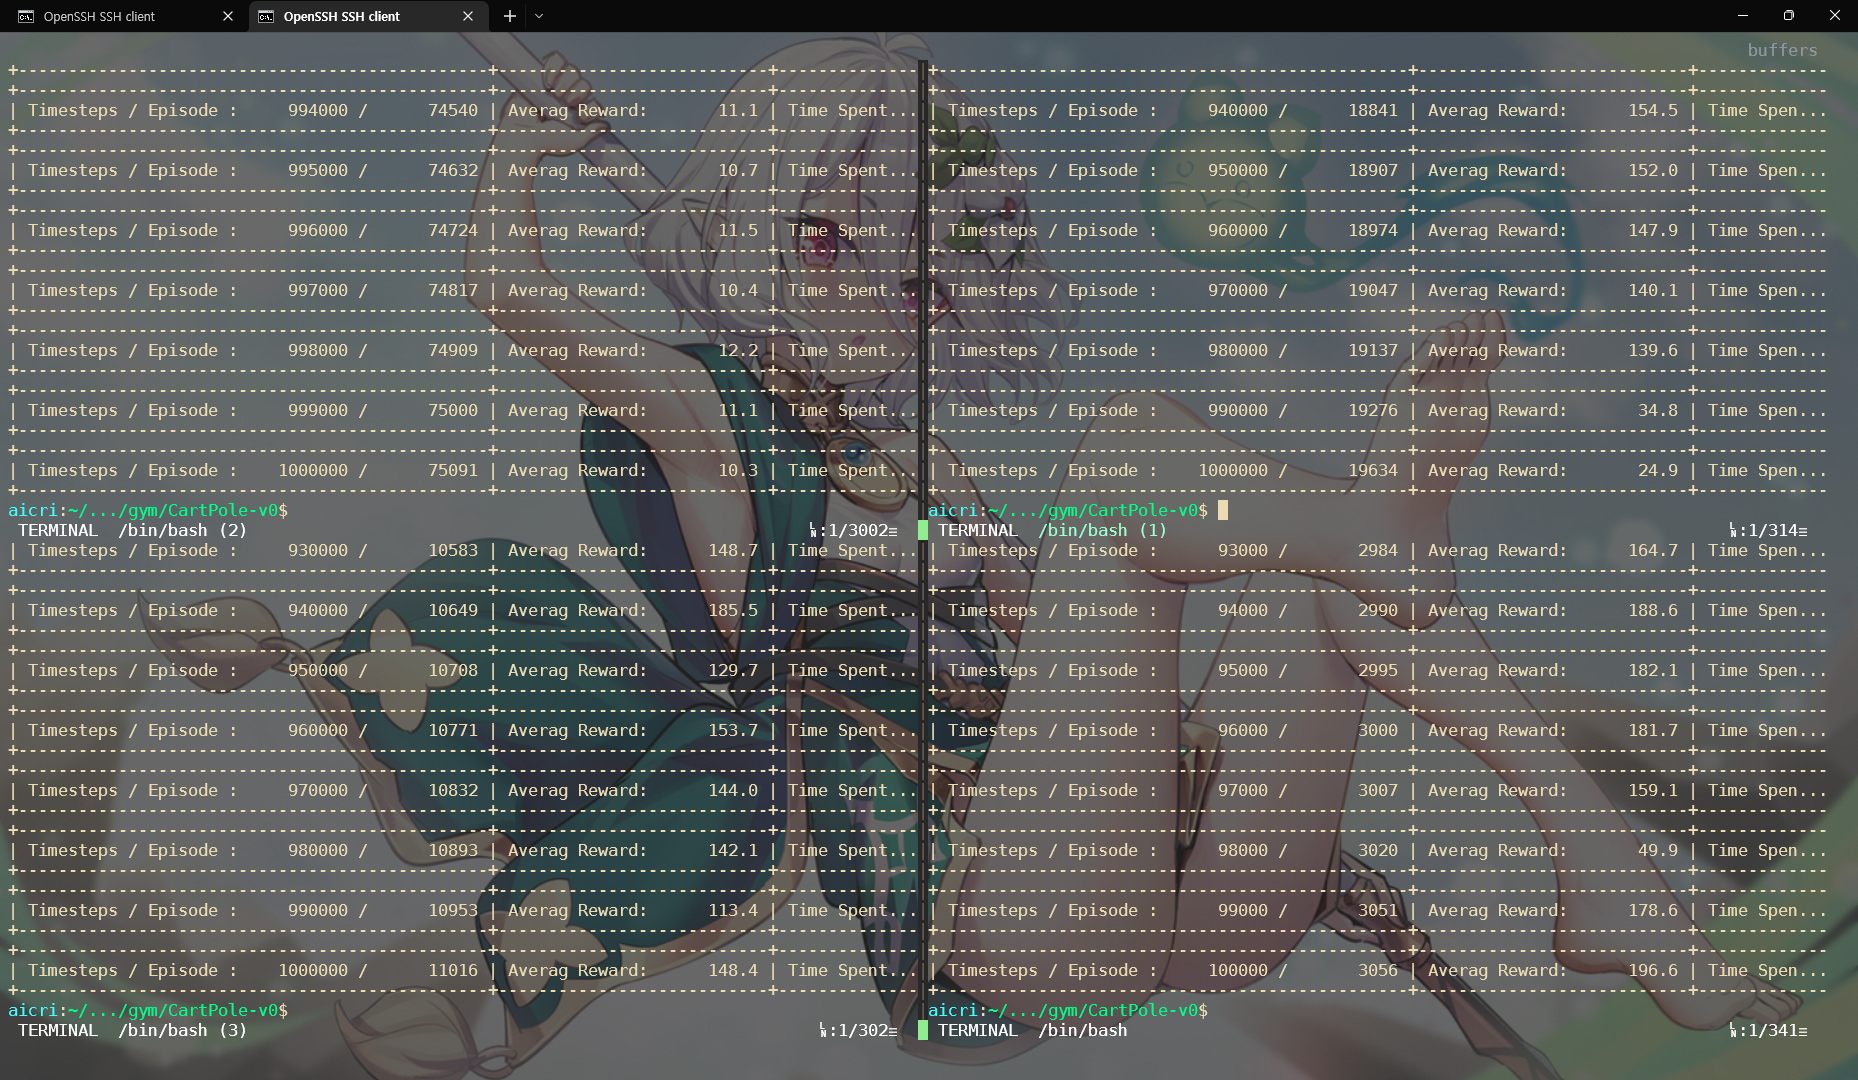 OpenSSH SSH client
OpenSSH SSH client
buffers
+-----------------------------------------------+---------------------------+--------------
| Timesteps / Episode :     994000 /      74540 | Averag Reward:       11.1 | Time Spent...
| Timesteps / Episode :     995000 /      74632 | Averag Reward:       10.7 | Time Spent...
| Timesteps / Episode :     996000 /      74724 | Averag Reward:       11.5 | Time Spent...
| Timesteps / Episode :     997000 /      74817 | Averag Reward:       10.4 | Time Spent...
| Timesteps / Episode :     998000 /      74909 | Averag Reward:       12.2 | Time Spent...
| Timesteps / Episode :     999000 /      75000 | Averag Reward:       11.1 | Time Spent...
| Timesteps / Episode :    1000000 /      75091 | Averag Reward:       10.3 | Time Spent...
aicri:~/.../gym/CartPole-v0$
TERMINAL  /bin/bash (2)  ␤:1/3002≡
| Timesteps / Episode :     940000 /      18841 | Averag Reward:      154.5 | Time Spen...
| Timesteps / Episode :     950000 /      18907 | Averag Reward:      152.0 | Time Spen...
| Timesteps / Episode :     960000 /      18974 | Averag Reward:      147.9 | Time Spen...
| Timesteps / Episode :     970000 /      19047 | Averag Reward:      140.1 | Time Spen...
| Timesteps / Episode :     980000 /      19137 | Averag Reward:      139.6 | Time Spen...
| Timesteps / Episode :     990000 /      19276 | Averag Reward:       34.8 | Time Spen...
| Timesteps / Episode :    1000000 /      19634 | Averag Reward:       24.9 | Time Spen...
aicri:~/.../gym/CartPole-v0$
TERMINAL  /bin/bash (1)  ␤:1/314≡
| Timesteps / Episode :     930000 /      10583 | Averag Reward:      148.7 | Time Spent...
| Timesteps / Episode :     940000 /      10649 | Averag Reward:      185.5 | Time Spent...
| Timesteps / Episode :     950000 /      10708 | Averag Reward:      129.7 | Time Spent...
| Timesteps / Episode :     960000 /      10771 | Averag Reward:      153.7 | Time Spent...
| Timesteps / Episode :     970000 /      10832 | Averag Reward:      144.0 | Time Spent...
| Timesteps / Episode :     980000 /      10893 | Averag Reward:      142.1 | Time Spent...
| Timesteps / Episode :     990000 /      10953 | Averag Reward:      113.4 | Time Spent...
| Timesteps / Episode :    1000000 /      11016 | Averag Reward:      148.4 | Time Spent...
aicri:~/.../gym/CartPole-v0$
TERMINAL  /bin/bash (3)  ␤:1/302≡
| Timesteps / Episode :      93000 /       2984 | Averag Reward:      164.7 | Time Spen...
| Timesteps / Episode :      94000 /       2990 | Averag Reward:      188.6 | Time Spen...
| Timesteps / Episode :      95000 /       2995 | Averag Reward:      182.1 | Time Spen...
| Timesteps / Episode :      96000 /       3000 | Averag Reward:      181.7 | Time Spen...
| Timesteps / Episode :      97000 /       3007 | Averag Reward:      159.1 | Time Spen...
| Timesteps / Episode :      98000 /       3020 | Averag Reward:       49.9 | Time Spen...
| Timesteps / Episode :      99000 /       3051 | Averag Reward:      178.6 | Time Spen...
| Timesteps / Episode :     100000 /       3056 | Averag Reward:      196.6 | Time Spen...
aicri:~/.../gym/CartPole-v0$
TERMINAL  /bin/bash  ␤:1/341≡